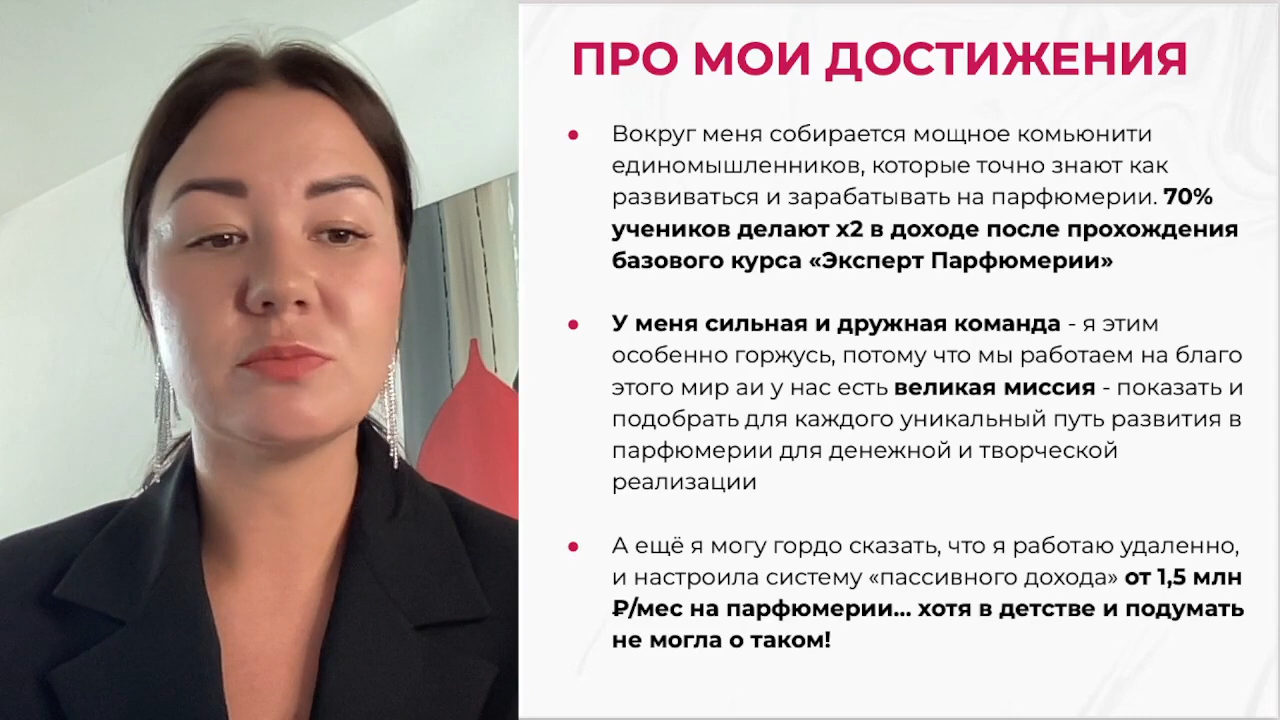 ПРО МОИ ДОСТИЖЕНИЯ
● Вокруг меня собирается мощное комьюнити
единомышленников, которые точно знают как
развиваться и зарабатывать на парфюмерии. 70%
учеников делают х2 в доходе после прохождения
базового курса «Эксперт Парфюмерии»
● У меня сильная и дружная команда - я этим
особенно горжусь, потому что мы работаем на благо
этого мир аи у нас есть великая миссия - показать и
подобрать для каждого уникальный путь развития в
парфюмерии для денежной и творческой
реализации
● А ещё я могу гордо сказать, что я работаю удаленно,
и настроила систему «пассивного дохода» от 1,5 млн
₽/мес на парфюмерии... хотя в детстве и подумать
не могла о таком!